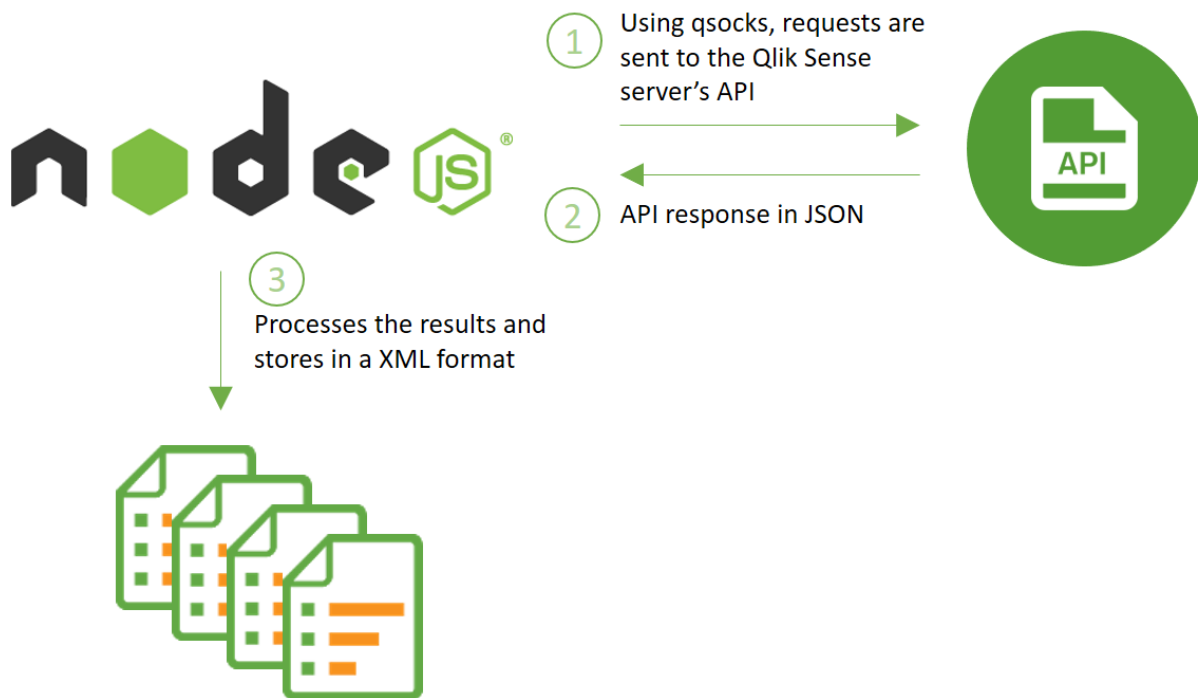 1
Using qsocks, requests are
sent to the Qlik Sense
server's API
node JS ®
API
2
API response in JSON
3
Processes the results and
stores in a XML format